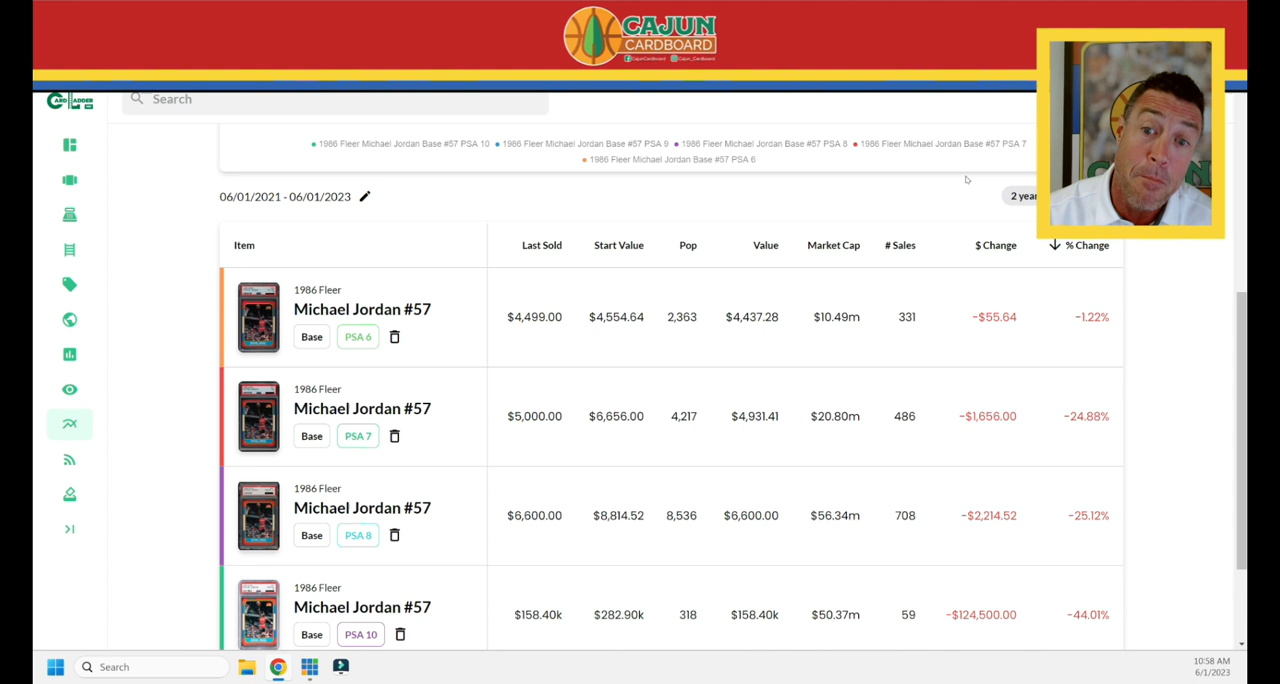 CAJUN
CARDBOARD
CajunCardboard Cajun_Cardboard
CARD LADDER
Search
1986 Fleer Michael Jordan Base #57 PSA 10 1986 Fleer Michael Jordan Base #57 PSA 9 1986 Fleer Michael Jordan Base #57 PSA 8 1986 Fleer Michael Jordan Base #57 PSA 7
1986 Fleer Michael Jordan Base #57 PSA 6
06/01/2021 - 06/01/2023
2 year
Item Last Sold Start Value Pop Value Market Cap # Sales $ Change % Change
1986 Fleer
Michael Jordan #57
Base PSA 6
$4,499.00 $4,554.64 2,363 $4,437.28 $10.49m 331 -$55.64 -1.22%
1986 Fleer
Michael Jordan #57
Base PSA 7
$5,000.00 $6,656.00 4,217 $4,931.41 $20.80m 486 -$1,656.00 -24.88%
1986 Fleer
Michael Jordan #57
Base PSA 8
$6,600.00 $8,814.52 8,536 $6,600.00 $56.34m 708 -$2,214.52 -25.12%
1986 Fleer
Michael Jordan #57
Base PSA 10
$158.40k $282.90k 318 $158.40k $50.37m 59 -$124,500.00 -44.01%
Search
10:58 AM
6/1/2023